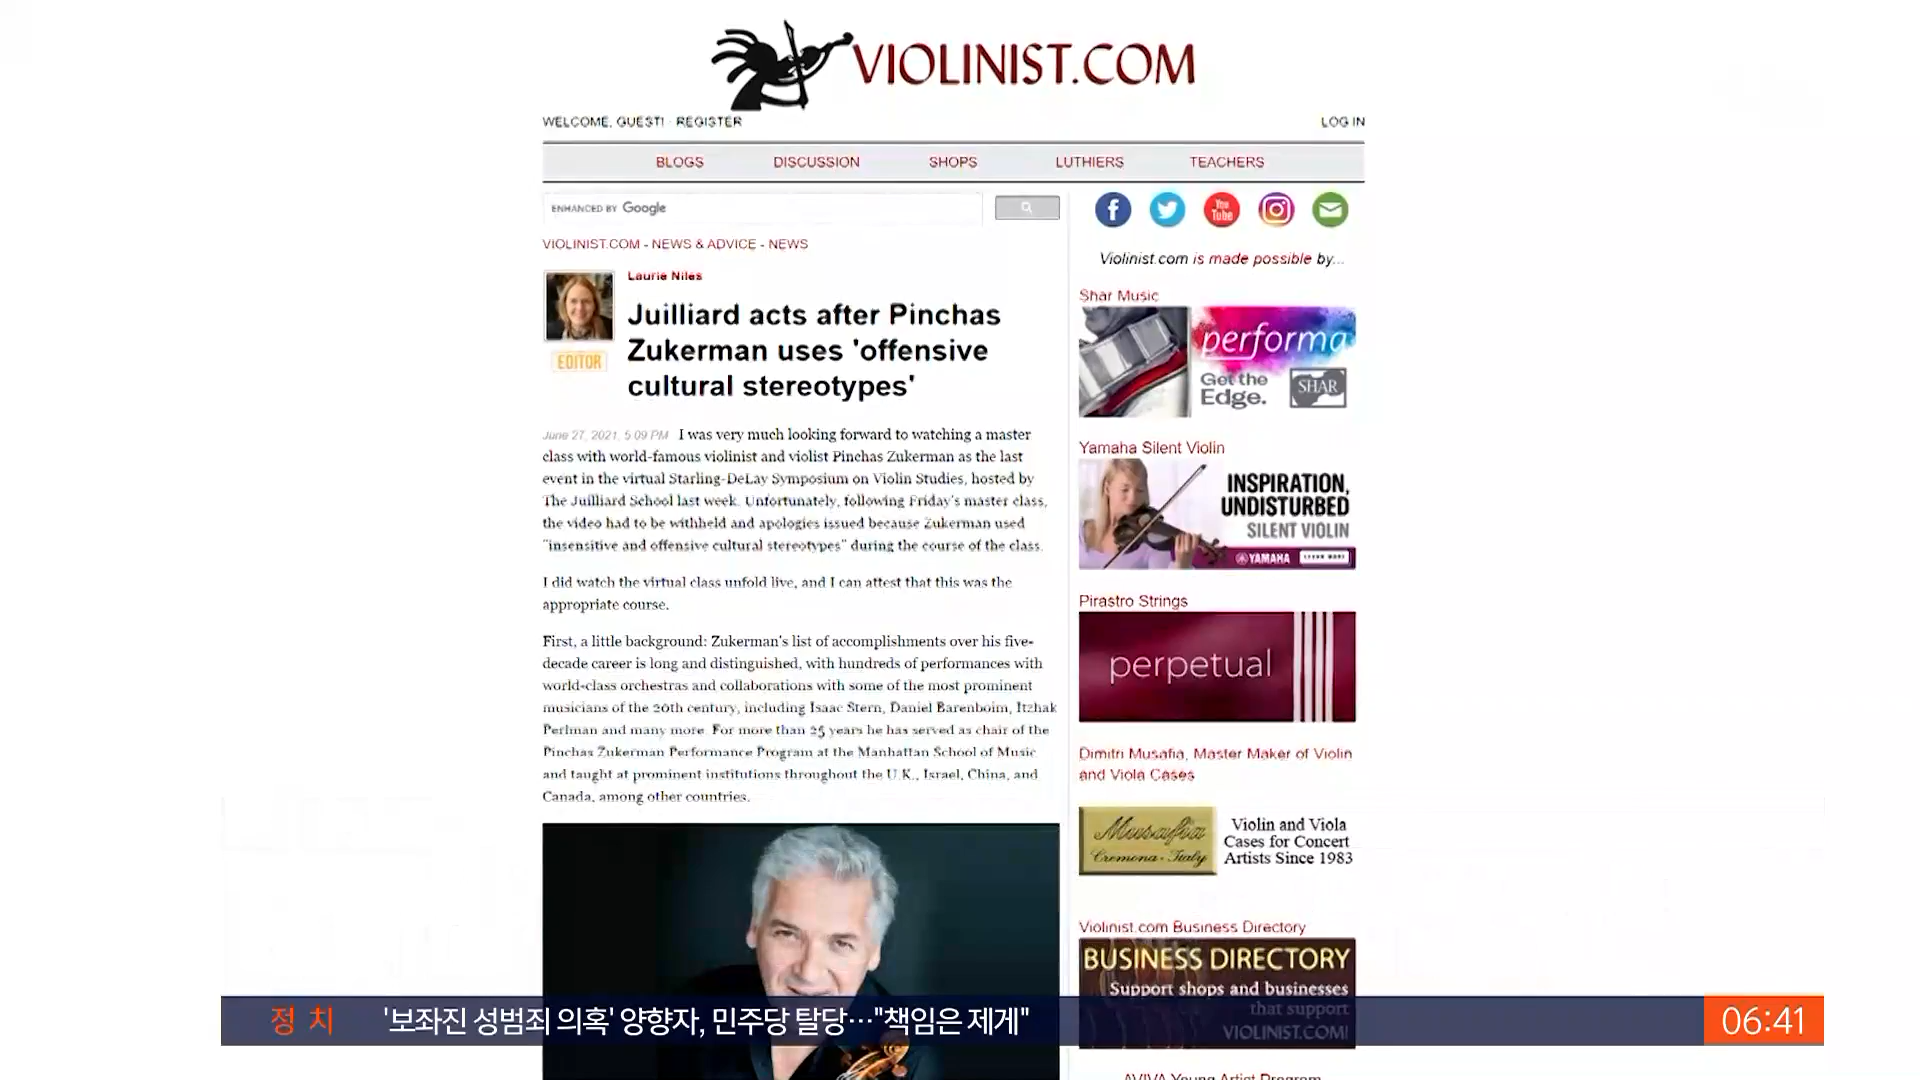 VIOLINIST.COM
WELCOME, GUEST! · REGISTER
LOG IN
BLOGS
DISCUSSION
SHOPS
LUTHIERS
TEACHERS
ENHANCED BY Google
VIOLINIST.COM - NEWS & ADVICE - NEWS
Laurie Niles
EDITOR
Juilliard acts after Pinchas
Zukerman uses 'offensive
cultural stereotypes'
June 27, 2021, 5:09 PM I was very much looking forward to watching a master
class with world-famous violinist and violist Pinchas Zukerman as the last
event in the virtual Starling-DeLay Symposium on Violin Studies, hosted by
The Juilliard School last week. Unfortunately, following Friday's master class,
the video had to be withheld and apologies issued because Zukerman used
"insensitive and offensive cultural stereotypes" during the course of the class.
I did watch the virtual class unfold live, and I can attest that this was the
appropriate course.
First, a little background: Zukerman's list of accomplishments over his five-
decade career is long and distinguished, with hundreds of performances with
world-class orchestras and collaborations with some of the most prominent
musicians of the 20th century, including Isaac Stern, Daniel Barenboim, Itzhak
Perlman and many more. For more than 25 years he has served as chair of the
Pinchas Zukerman Performance Program at the Manhattan School of Music
and taught at prominent institutions throughout the U.K., Israel, China, and
Canada, among other countries.
You
Tube
Violinist.com is made possible by...
Shar Music
performa
Get the
Edge.
SHAR
Yamaha Silent Violin
INSPIRATION,
UNDISTURBED
SILENT VIOLIN
YAMAHA
LEARN MORE
Pirastro Strings
perpetual
Dimitri Musafia, Master Maker of Violin
and Viola Cases
Musafia
Cremona - Italy
Violin and Viola
Cases for Concert
Artists Since 1983
Violinist.com Business Directory
BUSINESS DIRECTORY
Support shops and businesses
that support
VIOLINIST.COM!
AVIVA Young Artist Program
정 치
'보좌진 성범죄 의혹' 양향자, 민주당 탈당…"책임은 제게"
06:41